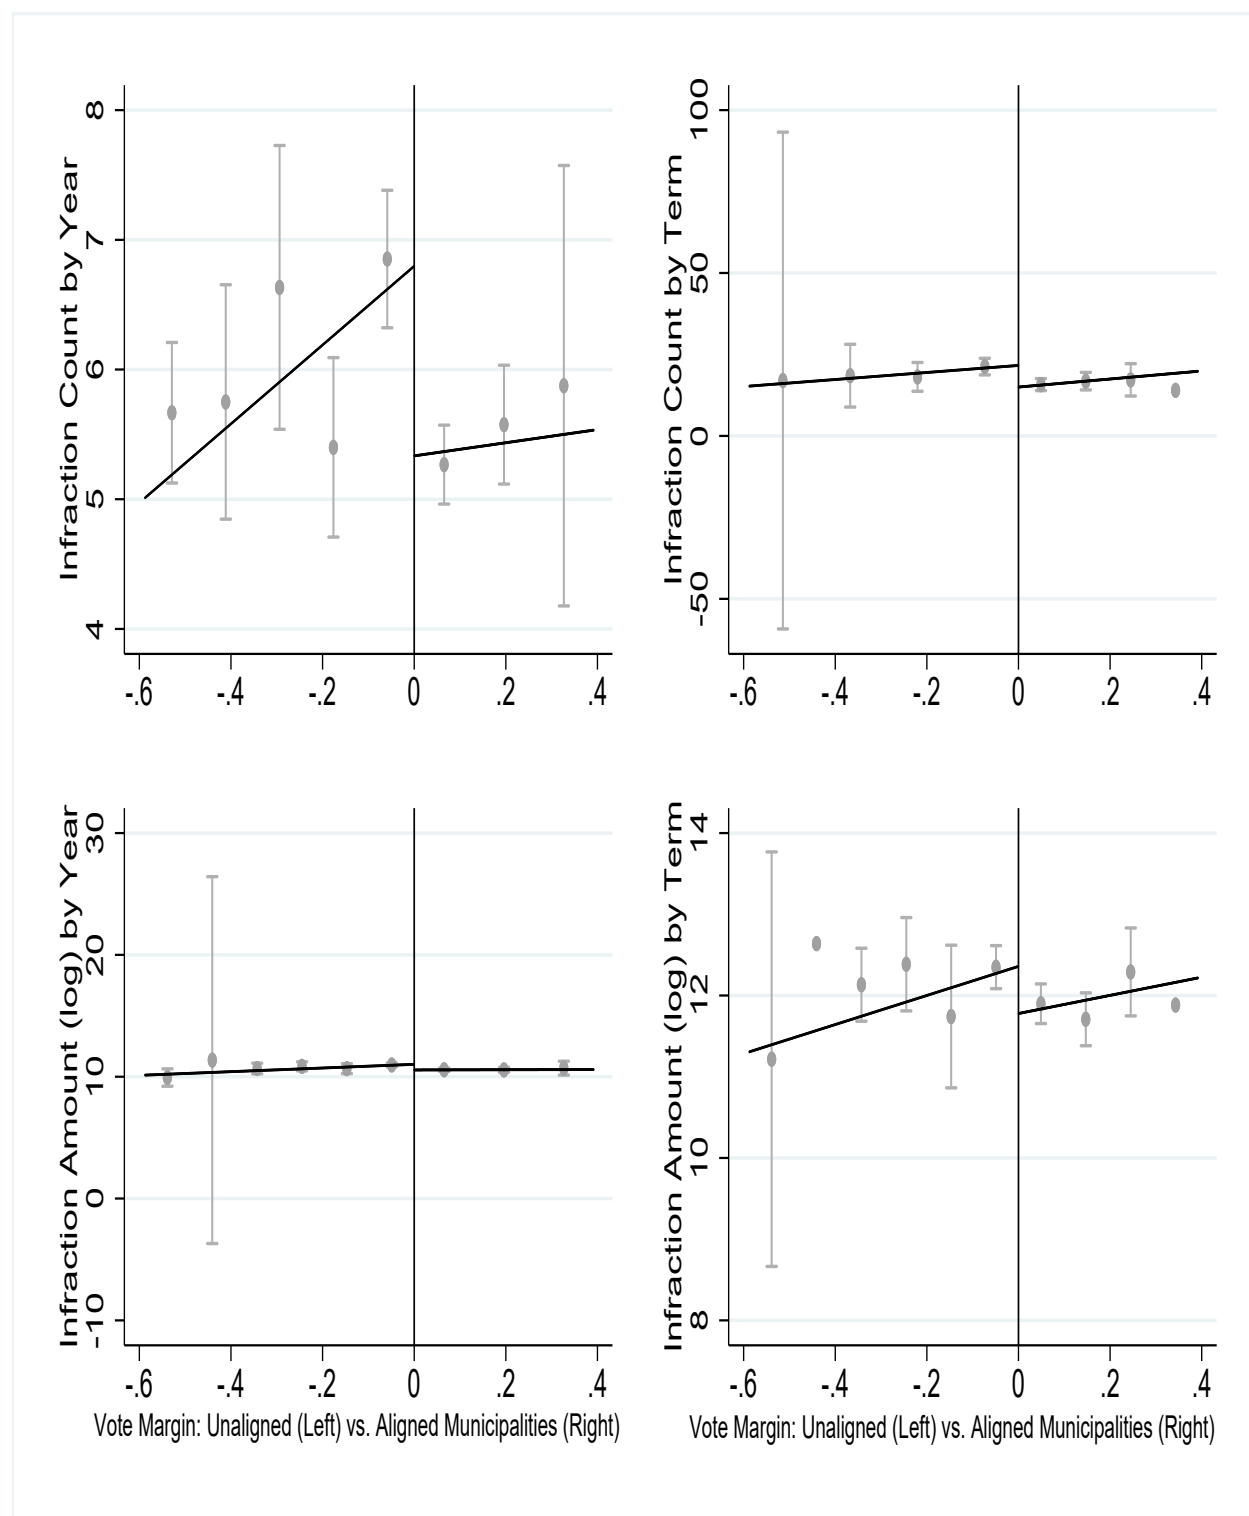 Infraction Count by Year
8
7
6
5
4
-.6 -.4 -.2 0 .2 .4
Infraction Count by Term
100
50
0
-50
-.6 -.4 -.2 0 .2 .4
Infraction Amount (log) by Year
30
20
10
0
-10
-.6 -.4 -.2 0 .2 .4
Vote Margin: Unaligned (Left) vs. Aligned Municipalities (Right)
Infraction Amount (log) by Term
14
12
10
8
-.6 -.4 -.2 0 .2 .4
Vote Margin: Unaligned (Left) vs. Aligned Municipalities (Right)